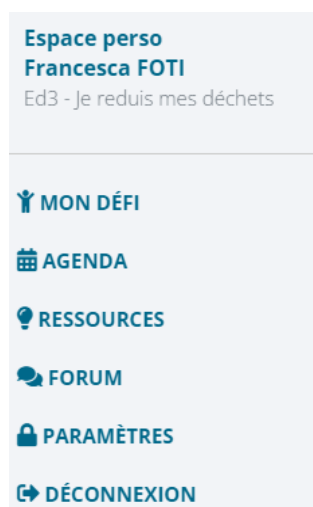 Espace perso
Francesca FOTI
Ed3 - Je reduis mes déchets
MON DÉFI
AGENDA
RESSOURCES
FORUM
PARAMÈTRES
DÉCONNEXION